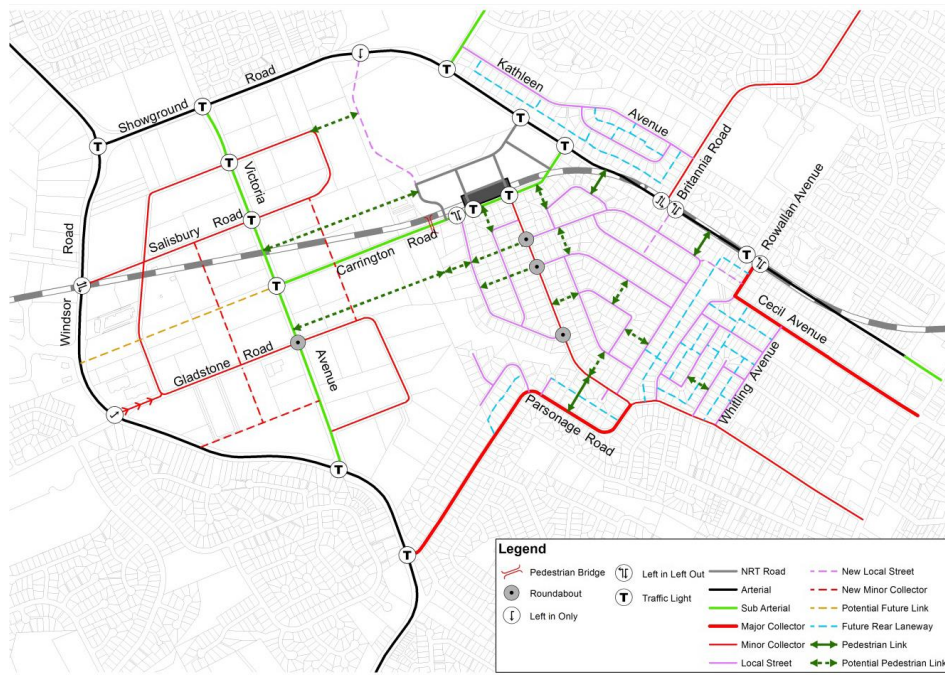 Kathleen
Avenue
Showground
Road
Britannia Road
Rowallan Avenue
Victoria
Salisbury
Road
Carrington
Road
Windsor
Road
Cecil Avenue
Gladstone
Road
Avenue
Whitling Avenue
Parsonage Road
T
T
T
T
T
T
T
T
T
T
T
T
T
Legend
Pedestrian Bridge
Left in Left Out
NRT Road
New Local Street
Roundabout
T
Traffic Light
Arterial
New Minor Collector
Left in Only
Sub Arterial
Potential Future Link
Major Collector
Future Rear Laneway
Minor Collector
Pedestrian Link
Local Street
Potential Pedestrian Link